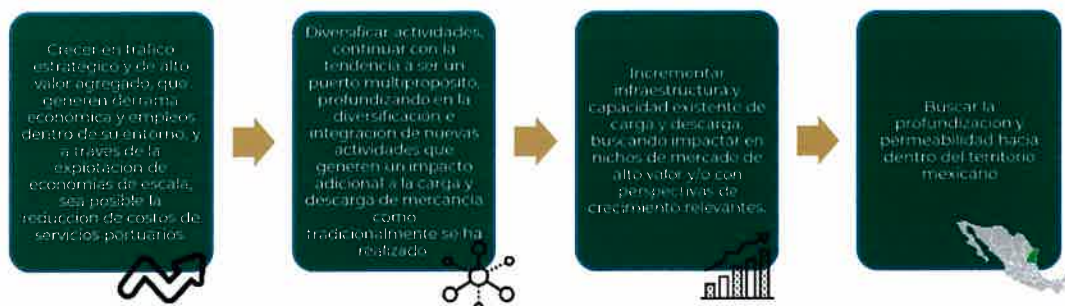 Crecer en tráfico
estratégico y de alto
valor agregado, que
generen derrama
económica y empleos
dentro de su entorno, y
a través de la
explotación de
economías de escala,
sea posible la
reducción de costos de
servicios portuarios.
Diversificar actividades,
continuar con la
tendencia a ser un
puerto multipropósito,
profundizando en la
diversificación e
integración de nuevas
actividades que
generen un impacto
adicional a la carga y
descarga de mercancía
como
tradicionalmente se ha
realizado
Incrementar
infraestructura y
capacidad existente de
carga y descarga,
buscando impactar en
nichos de mercado de
alto valor y/o con
perspectivas de
crecimiento relevantes.
Buscar la
profundización y
permeabilidad hacia
dentro del territorio
mexicano